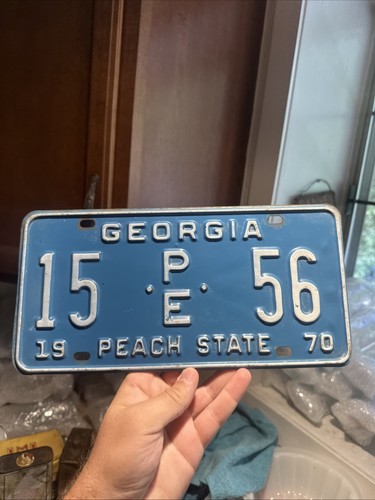 GEORGIA
15 P E 56
19 PEACH STATE 70